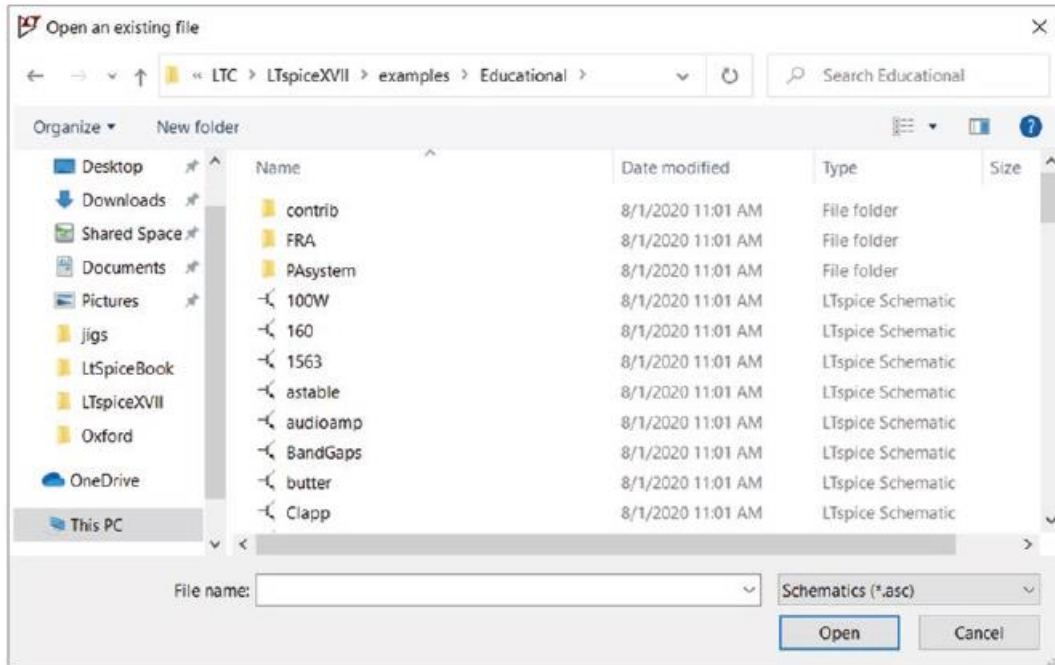 Open an existing file
« LTC > LTspiceXVII > examples > Educational > Search Educational
Organize New folder
Name Date modified Type Size
Desktop
Downloads
Shared Space
Documents
Pictures
jigs
LtSpiceBook
LTspiceXVII
Oxford
OneDrive
This PC
contrib 8/1/2020 11:01 AM File folder
FRA 8/1/2020 11:01 AM File folder
PAsystem 8/1/2020 11:01 AM File folder
100W 8/1/2020 11:01 AM LTspice Schematic
160 8/1/2020 11:01 AM LTspice Schematic
1563 8/1/2020 11:01 AM LTspice Schematic
astable 8/1/2020 11:01 AM LTspice Schematic
audioamp 8/1/2020 11:01 AM LTspice Schematic
BandGaps 8/1/2020 11:01 AM LTspice Schematic
butter 8/1/2020 11:01 AM LTspice Schematic
Clapp 8/1/2020 11:01 AM LTspice Schematic
File name: Schematics (*.asc)
Open Cancel